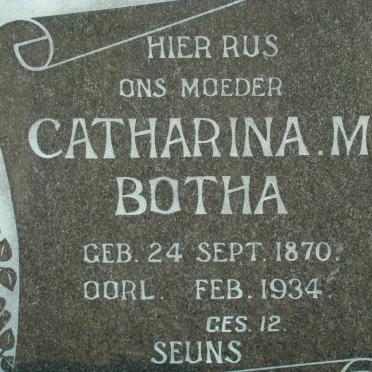 HIER RUS
ONS MOEDER
CATHARINA. M
BOTHA
GEB. 24 SEPT. 1870.
OORL. FEB. 1934.
GES. 12.
SEUNS